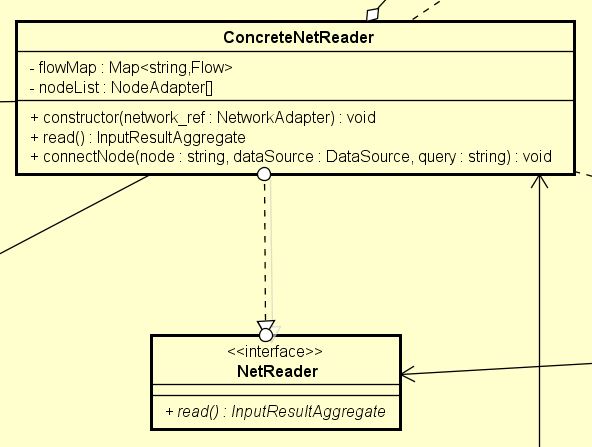 ConcreteNetReader
- flowMap : Map<string,Flow>
- nodeList : NodeAdapter[]
+ constructor(network_ref : NetworkAdapter) : void
+ read() : InputResultAggregate
+ connectNode(node : string, dataSource : DataSource, query : string) : void
<<interface>>
NetReader
+ read() : InputResultAggregate